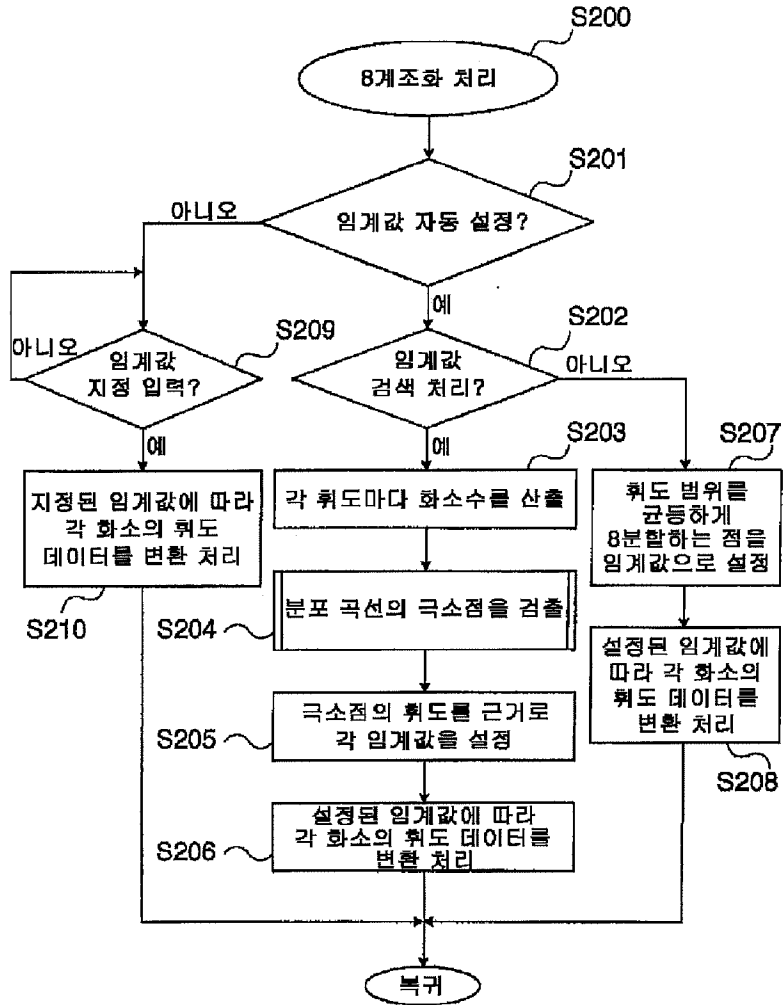 S200
8계조화 처리
S201
임계값 자동 설정?
아니오
예
S209
임계값
지정 입력?
아니오
예
S202
임계값
검색 처리?
아니오
예
S203
각 휘도마다 화소수를 산출
S207
휘도 범위를
균등하게
8분할하는 점을
임계값으로 설정
지정된 임계값에 따라
각 화소의 휘도
데이터를 변환 처리
S210
S204
분포 곡선의 극소점을 검출
설정된 임계값에
따라 각 화소의
휘도 데이터를
변환 처리
S208
S205
극소점의 휘도를 근거로
각 임계값을 설정
S206
설정된 임계값에 따라
각 화소의 휘도 데이터를
변환 처리
복귀